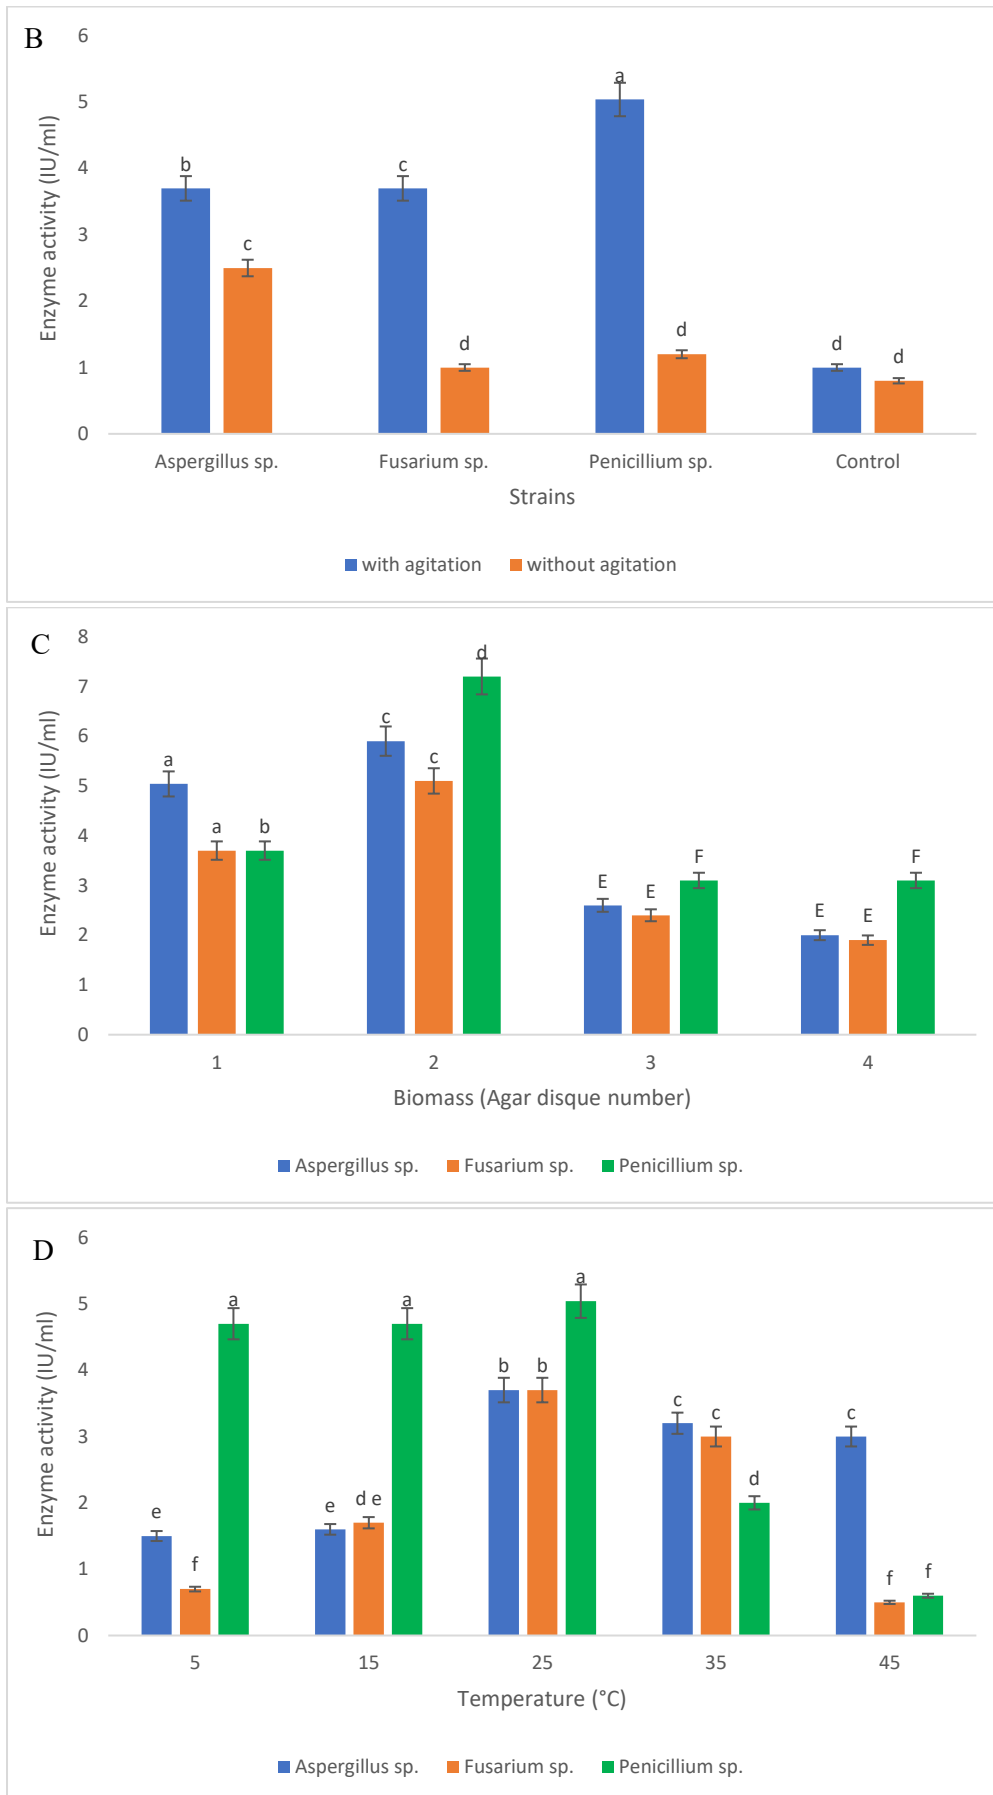 B
Enzyme activity (IU/ml)
6
5
4
3
2
1
0
b
c
c
d
a
d
d
d
Aspergillus sp.
Fusarium sp.
Penicillium sp.
Control
Strains
with agitation
without agitation
C
Enzyme activity (IU/ml)
8
7
6
5
4
3
2
1
0
a
a
b
c
c
d
E
E
F
E
E
F
1
2
3
4
Biomass (Agar disque number)
Aspergillus sp.
Fusarium sp.
Penicillium sp.
D
Enzyme activity (IU/ml)
6
5
4
3
2
1
0
e
f
a
e
d e
a
b
b
a
c
c
d
c
f
f
5
15
25
35
45
Temperature (°C)
Aspergillus sp.
Fusarium sp.
Penicillium sp.